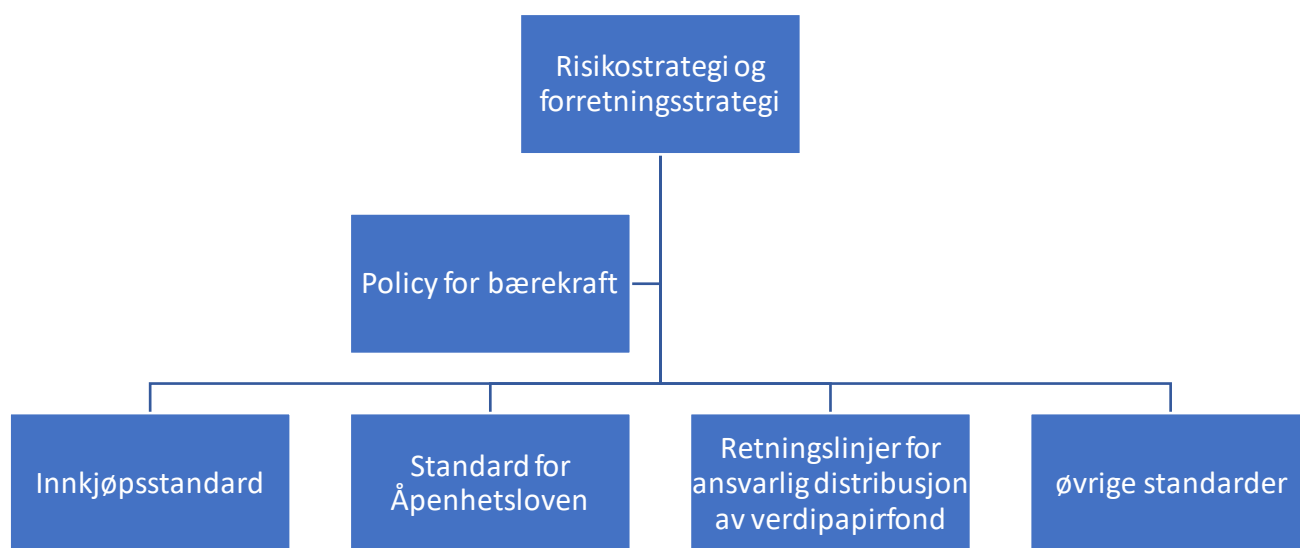 Risikostrategi og
forretningsstrategi
Policy for bærekraft
Innkjøpsstandard
Standard for
Åpenhetsloven
Retningslinjer for
ansvarlig distribusjon
av verdipapirfond
øvrige standarder